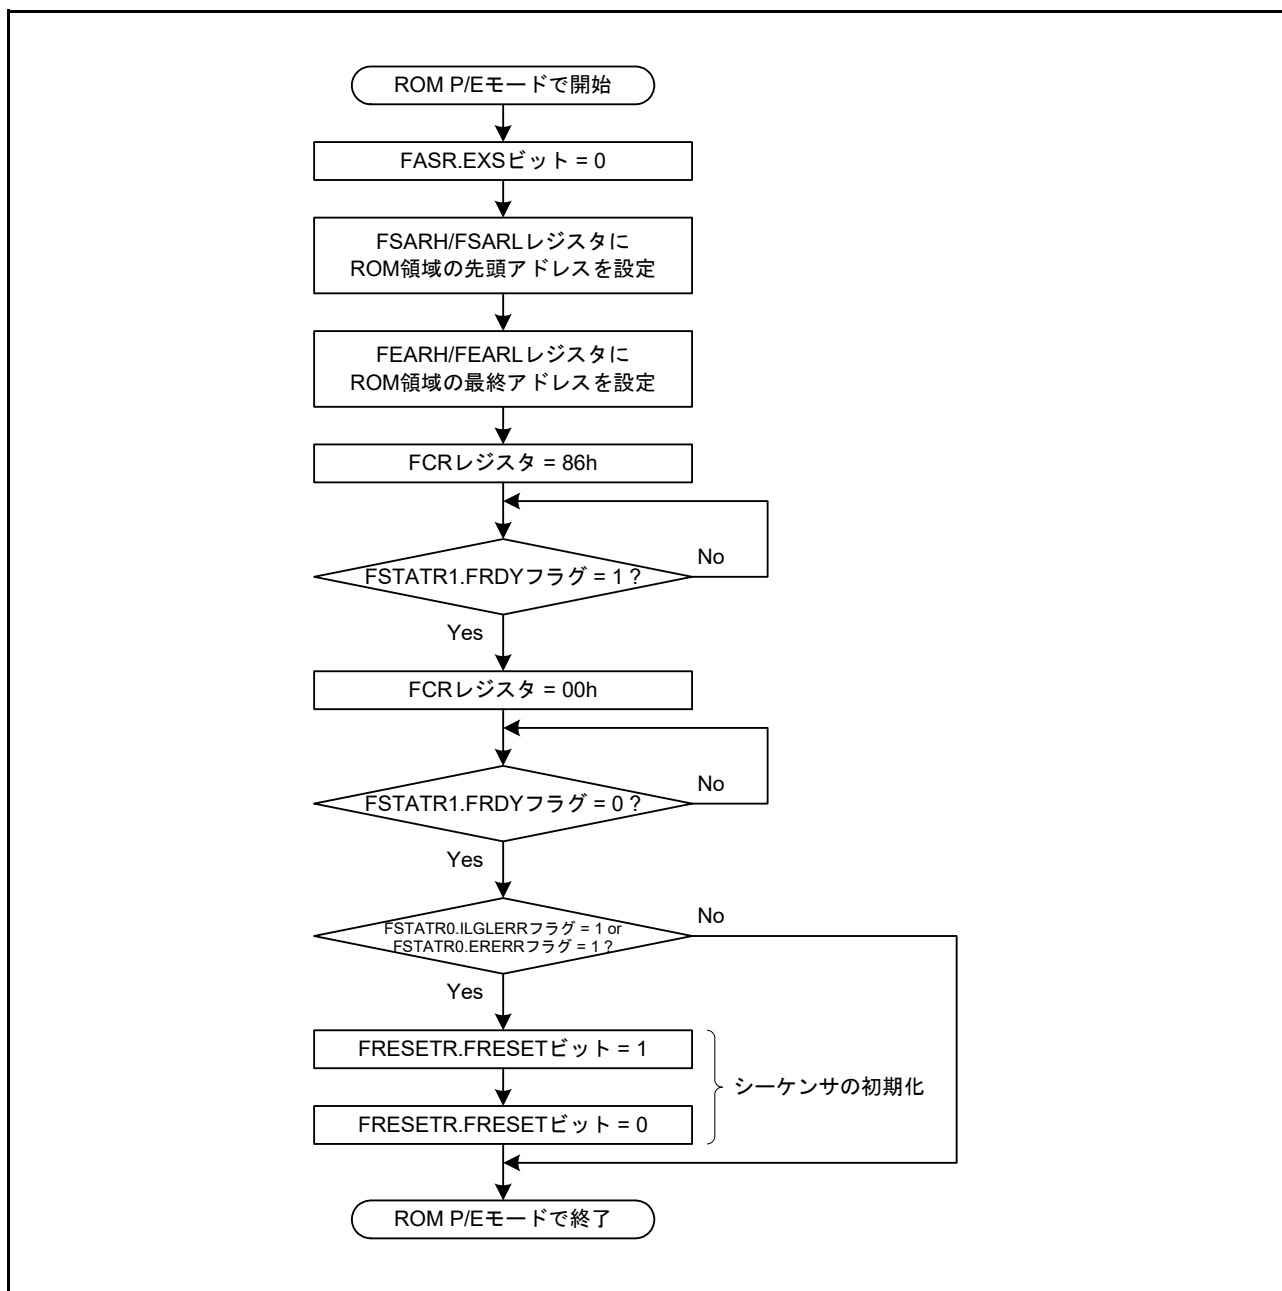 ROM P/Eモードで開始
FASR.EXSビット = 0
FSARH/FSARLレジスタに
ROM領域の先頭アドレスを設定
FEARH/FEARLレジスタに
ROM領域の最終アドレスを設定
FCRレジスタ = 86h
FSTATR1.FRDYフラグ = 1 ?
No
Yes
FCRレジスタ = 00h
FSTATR1.FRDYフラグ = 0 ?
No
Yes
FSTATR0.ILGLERRフラグ = 1 or
FSTATR0.ERERRフラグ = 1 ?
No
Yes
FRESETR.FRESETビット = 1
シーケンサの初期化
FRESETR.FRESETビット = 0
ROM P/Eモードで終了